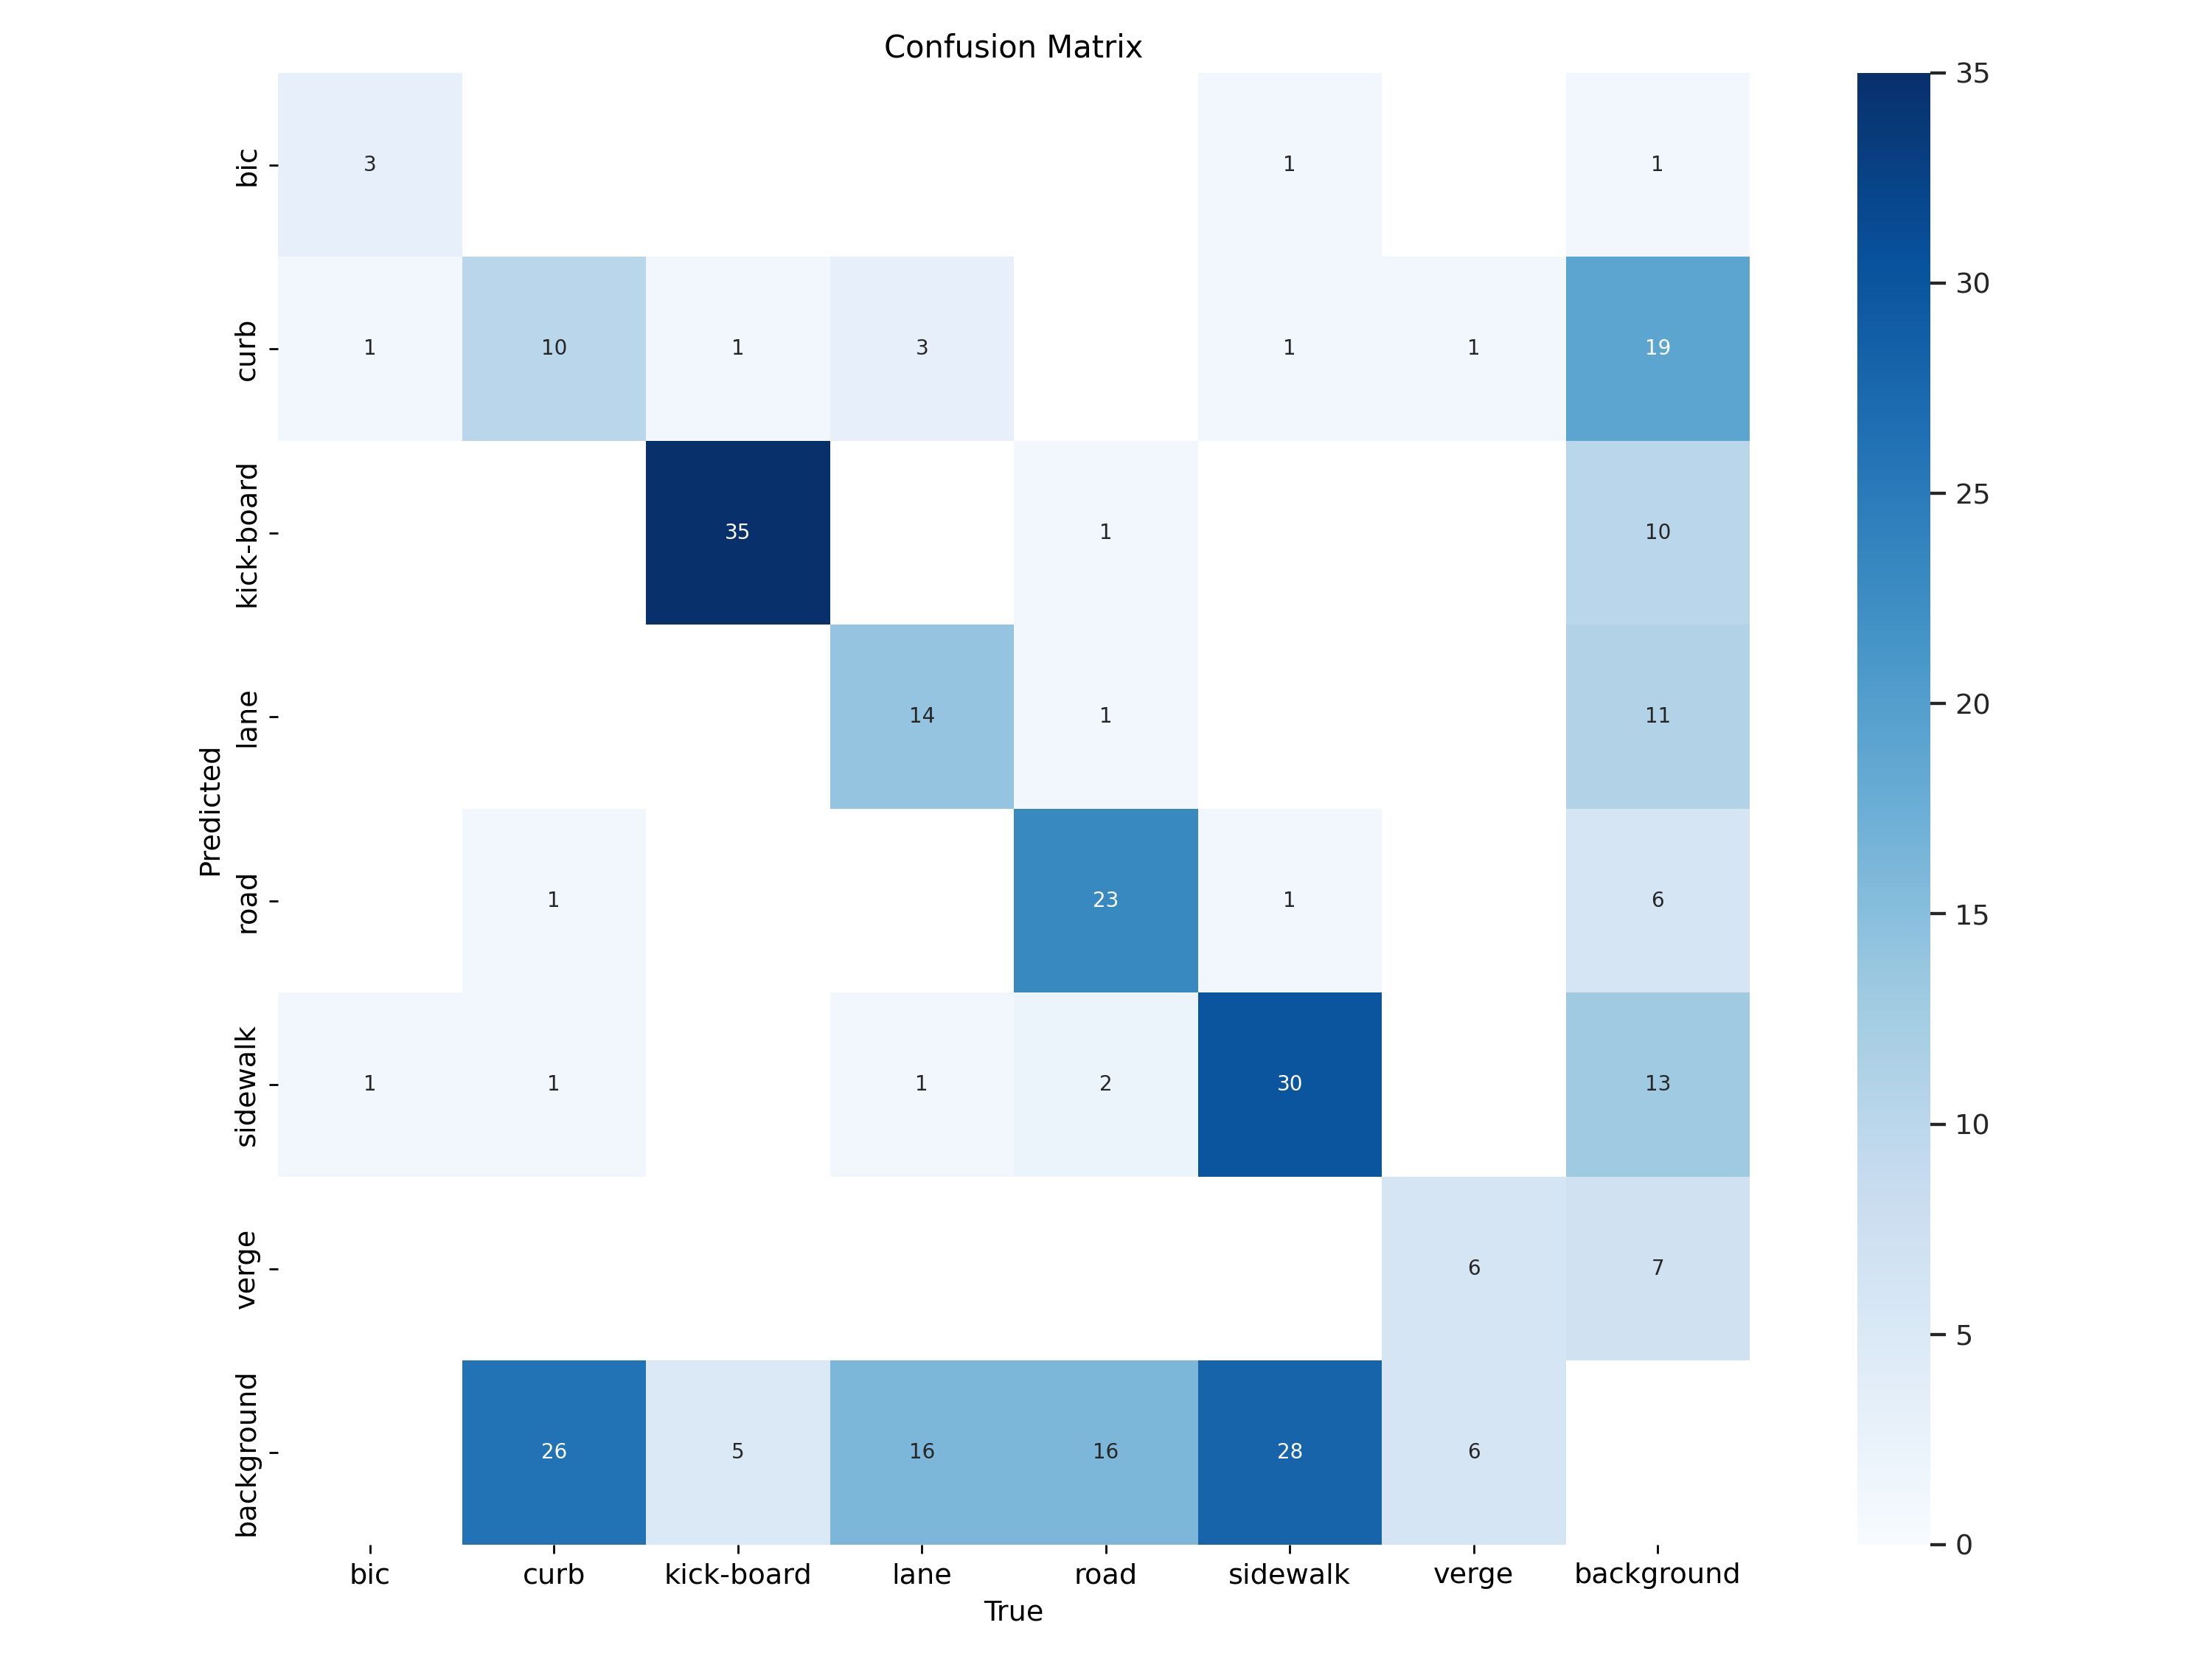 Confusion Matrix
35
bic
3
1
1
30
curb
1
10
1
3
1
1
19
25
kick-board
35
1
10
lane
14
1
11
20
Predicted
road
1
23
1
6
15
sidewalk
1
1
1
2
30
13
10
verge
6
7
5
background
26
5
16
16
28
6
0
bic
curb
kick-board
lane
road
sidewalk
verge
background
True